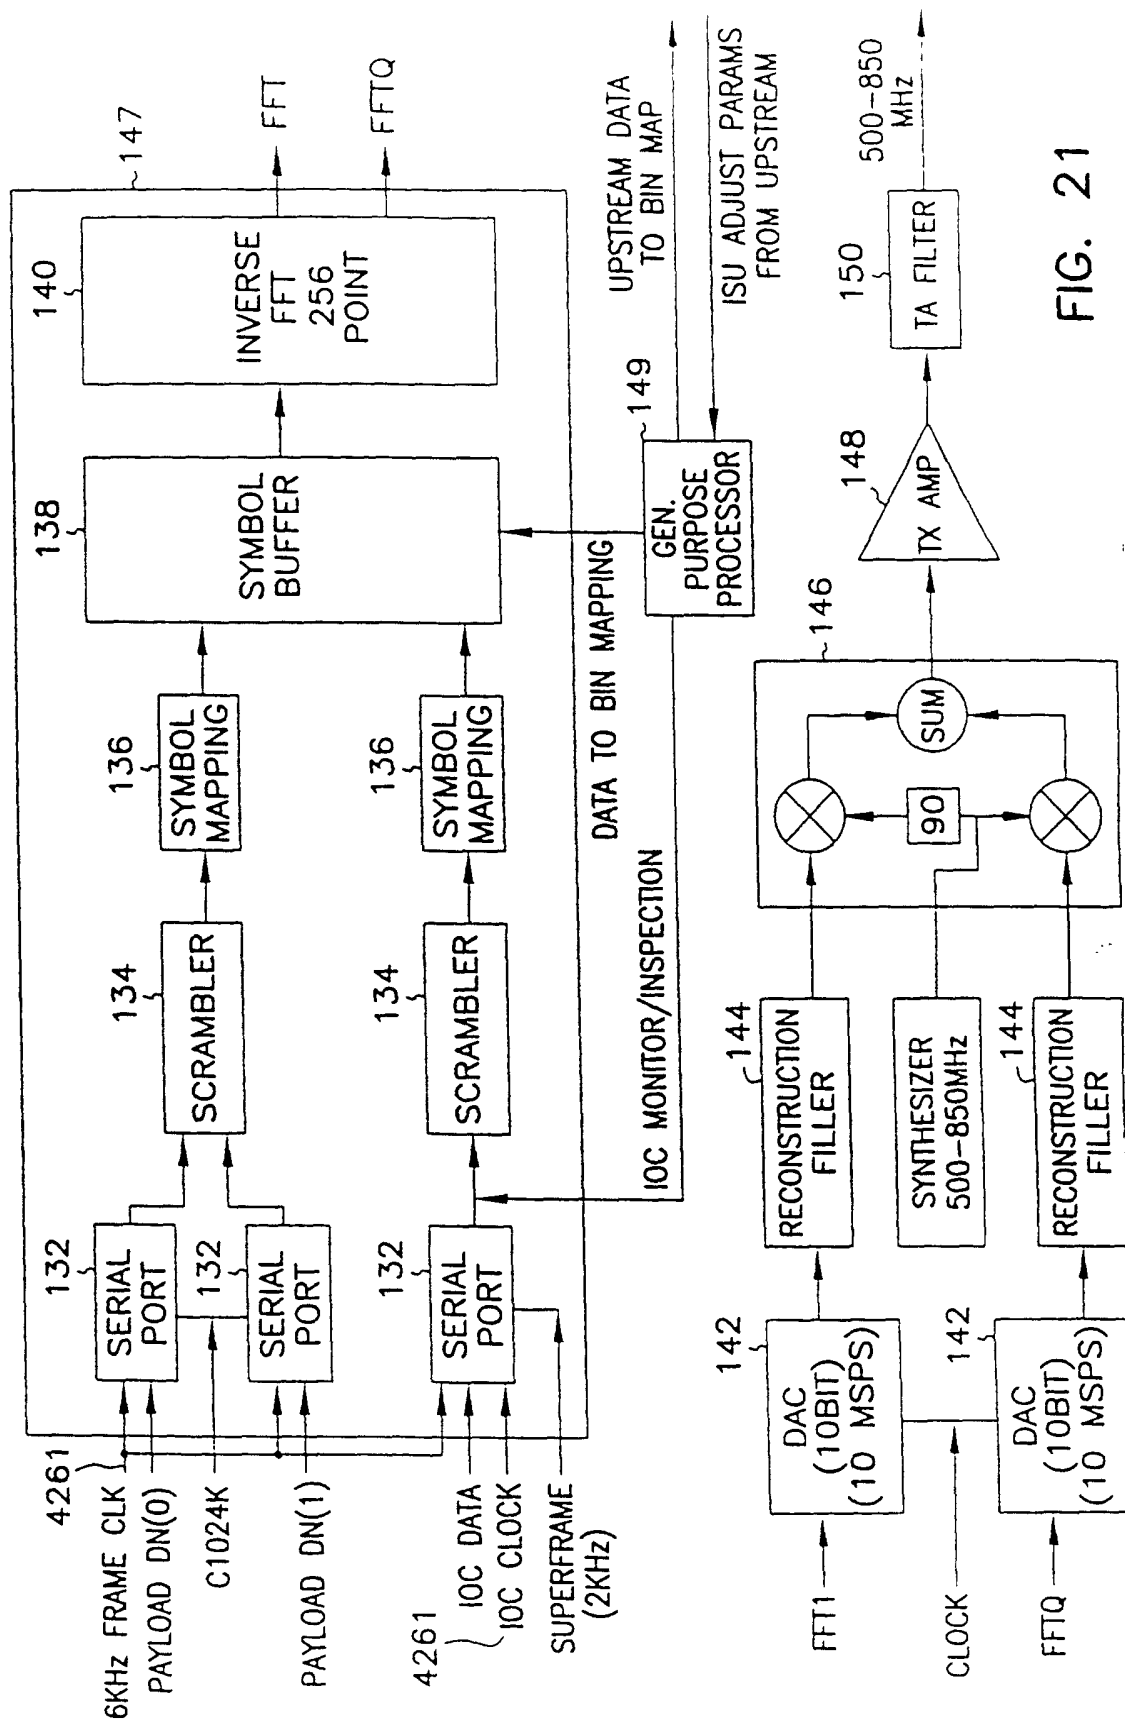 147
140
INVERSE
FFT
256
POINT
FFT
FFTQ
138
SYMBOL
BUFFER
136
SYMBOL
MAPPING
136
SYMBOL
MAPPING
134
SCRAMBLER
134
SCRAMBLER
132
SERIAL
PORT
132
SERIAL
PORT
132
SERIAL
PORT
4261
6KHz FRAME CLK
PAYLOAD DN(0)
C1024K
PAYLOAD DN(1)
IOC DATA
IOC CLOCK
4261
SUPERFRAME
(2KHz)
DATA TO BIN MAPPING
IOC MONITOR/INSPECTION
149
GEN.
PURPOSE
PROCESSOR
UPSTREAM DATA
TO BIN MAP
ISU ADJUST PARAMS
FROM UPSTREAM
FFT1
CLOCK
FFTQ
142
DAC
(10BIT)
(10 MSPS)
142
DAC
(10BIT)
(10 MSPS)
144
RECONSTRUCTION
FILLER
SYNTHESIZER
500-850MHz
144
RECONSTRUCTION
FILLER
146
90
SUM
148
TX AMP
150
TA FILTER
500-850
MHz
FIG. 21